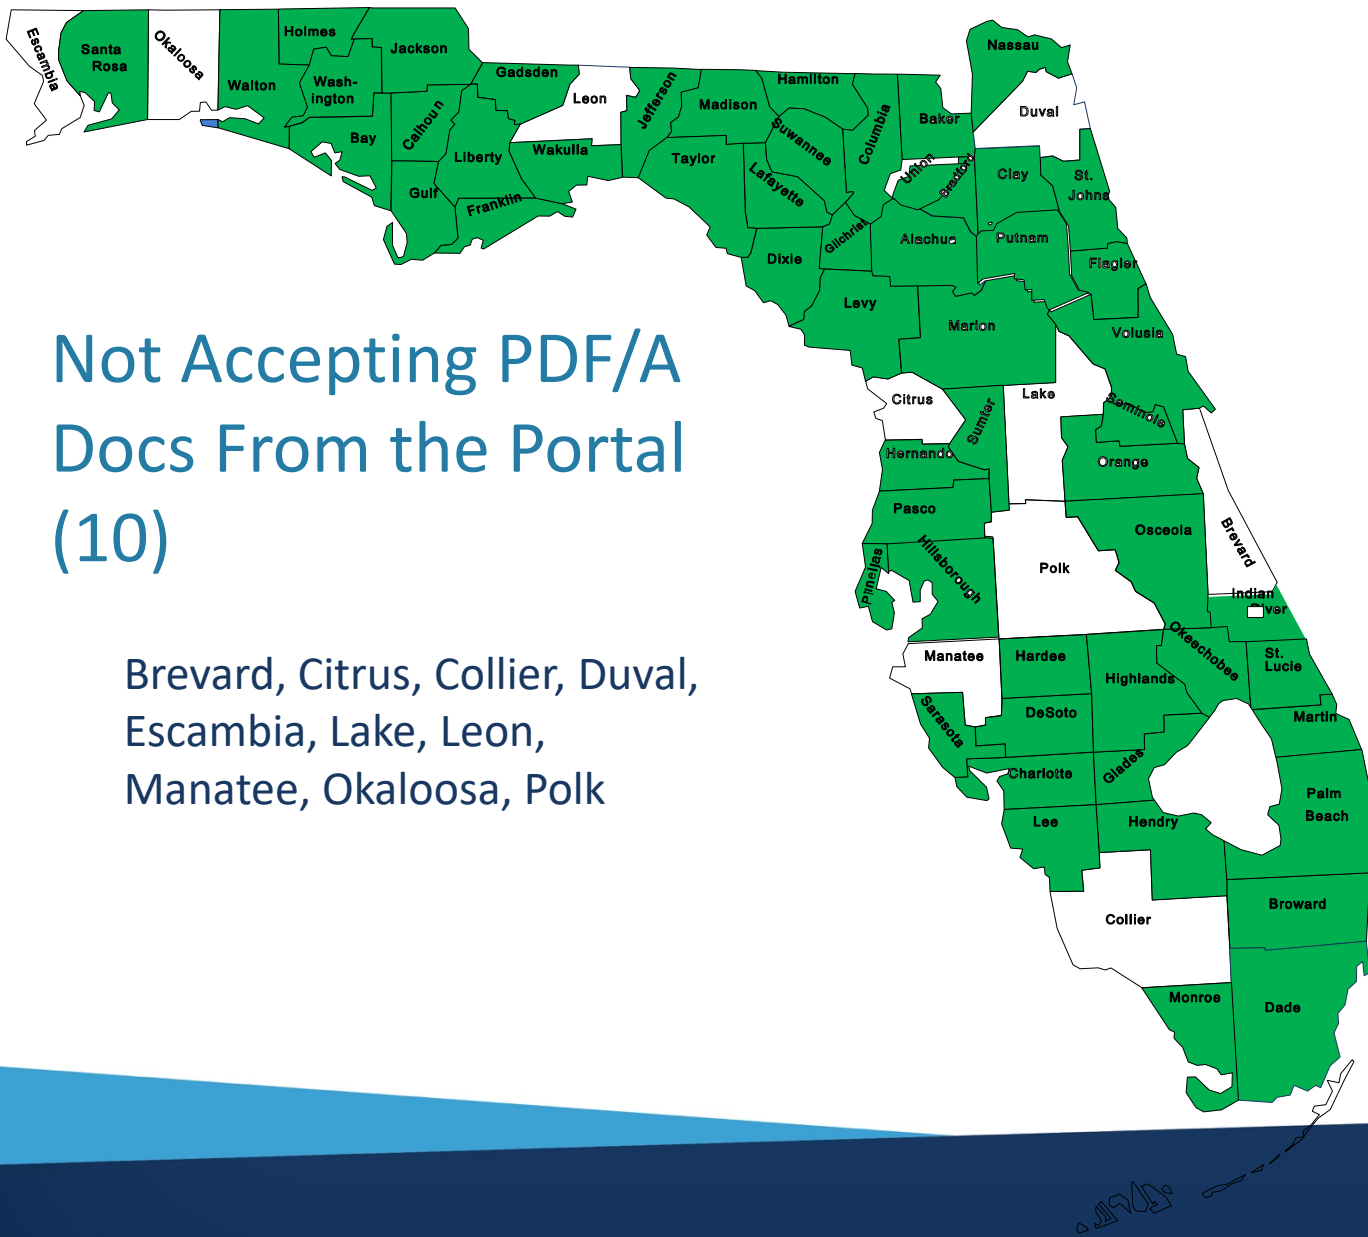 Escambia
Santa
Rosa
Okaloosa
Walton
Holmes
Wash-
ington
Jackson
Bay
Calhoun
Gulf
Liberty
Gadsden
Franklin
Wakulla
Leon
Jefferson
Madison
Taylor
Hamilton
Suwannee
Lafayette
Dixie
Columbia
Gilchrist
Baker
Union
Bradford
Nassau
Duval
Clay
St.
Johns
Alachua
Putnam
Flagler
Levy
Marion
Volusia
Citrus
Sumter
Lake
Seminole
Hernando
Orange
Pasco
Osceola
Brevard
Pinellas
Hillsborough
Polk
Indian
River
Manatee
Hardee
Highlands
Okeechobee
St.
Lucie
Sarasota
DeSoto
Martin
Charlotte
Glades
Palm
Beach
Lee
Hendry
Collier
Broward
Monroe
Dade
Not Accepting PDF/A
Docs From the Portal
(10)
Brevard, Citrus, Collier, Duval,
Escambia, Lake, Leon,
Manatee, Okaloosa, Polk